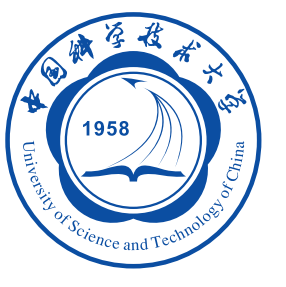 中国科学技术大学
1958
University of Science and Technology of China